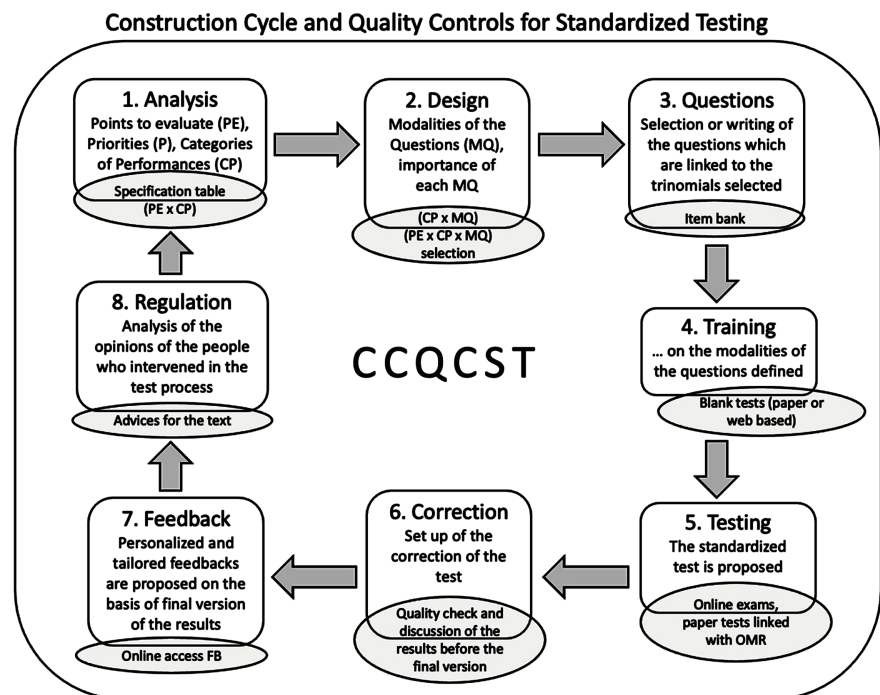 Construction Cycle and Quality Controls for Standardized Testing
1. Analysis
Points to evaluate (PE),
Priorities (P), Categories
of Performances (CP)
Specification table
(PE x CP)
2. Design
Modalities of the
Questions (MQ),
importance of
each MQ
(CP x MQ)
(PE x CP x MQ)
selection
3. Questions
Selection or writing of
the questions which
are linked to the
trinomials selected
Item bank
4. Training
... on the modalities of
the questions defined
Blank tests (paper or
web based)
5. Testing
The standardized
test is proposed
Online exams,
paper tests linked
with OMR
6. Correction
Set up of the
correction of the
test
Quality check and
discussion of the
results before the
final version
7. Feedback
Personalized and
tailored feedbacks
are proposed on the
basis of final version
of the results
Online access FB
8. Regulation
Analysis of the
opinions of the people
who intervened in the
test process
Advices for the text
CCQCST